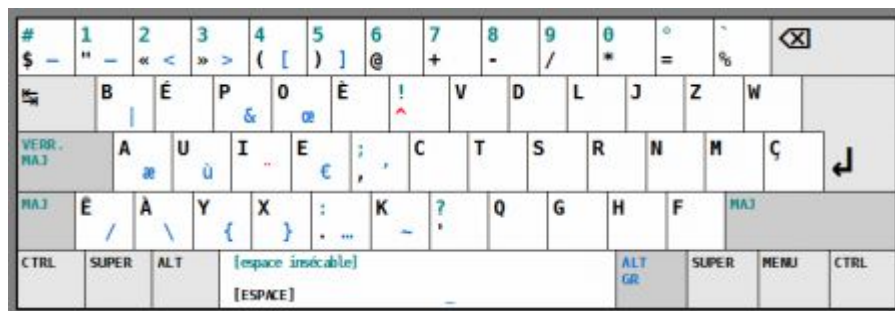 # 1 2 3 4 5 6 7 8 9 0 ° `
$ – " — « < » > ( [ ) ] @ + - / * = %
B É P O È ! V D L J Z W
| & œ ^
VERR. MAJ A U I E ; C T S R N M Ç
æ ù ¨ € , ’
MAJ Ê À Y X : K ? Q G H F MAJ
/ \ { } . … ~ '
CTRL SUPER ALT [espace insécable] ALT GR SUPER MENU CTRL
[ESPACE] _